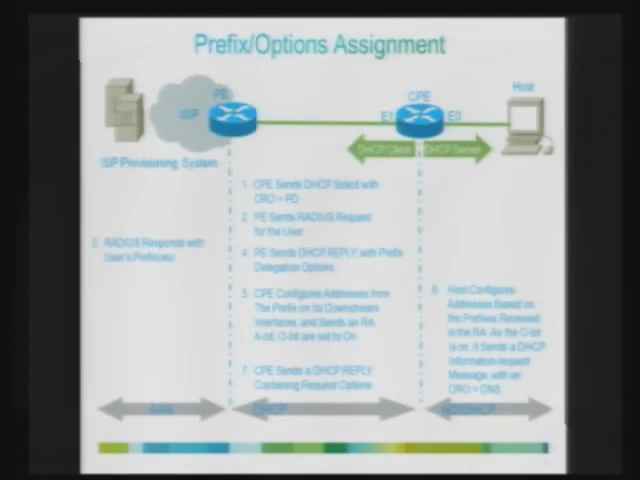 Prefix/Options Assignment
Host
PE
CPE
ISP
E1
E0
DHCP Client
DHCP Server
ISP Provisioning System
1. CPE Sends DHCP Solicit with
ORO = PD
2. PE Sends RADIUS Request
for the User
3. RADIUS Responds with
User's Prefix(es)
4. PE Sends DHCP REPLY with Prefix
Delegation Options
5. CPE Configures Addresses from
The Prefix on Its Downstream
Interfaces, and Sends an RA.
A-bit, O-bit are set to On
6. Host Configures
Addresses Based on
the Prefixes Received
in the RA. As the O-bit
is on, It Sends a DHCP
Information-request
Message, with an
ORO = DNS
7. CPE Sends a DHCP REPLY
Containing Request Options
AAA
DHCP
ND/DHCP